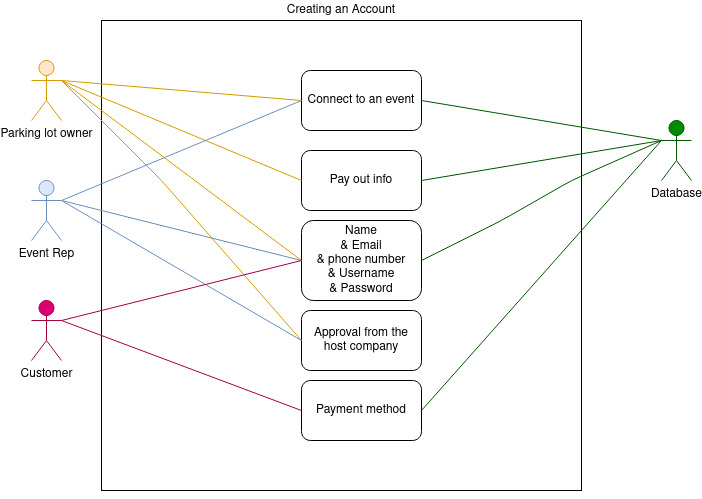 Creating an Account
Parking lot owner
Event Rep
Customer
Connect to an event
Pay out info
Name
& Email
& phone number
& Username
& Password
Approval from the
host company
Payment method
Database